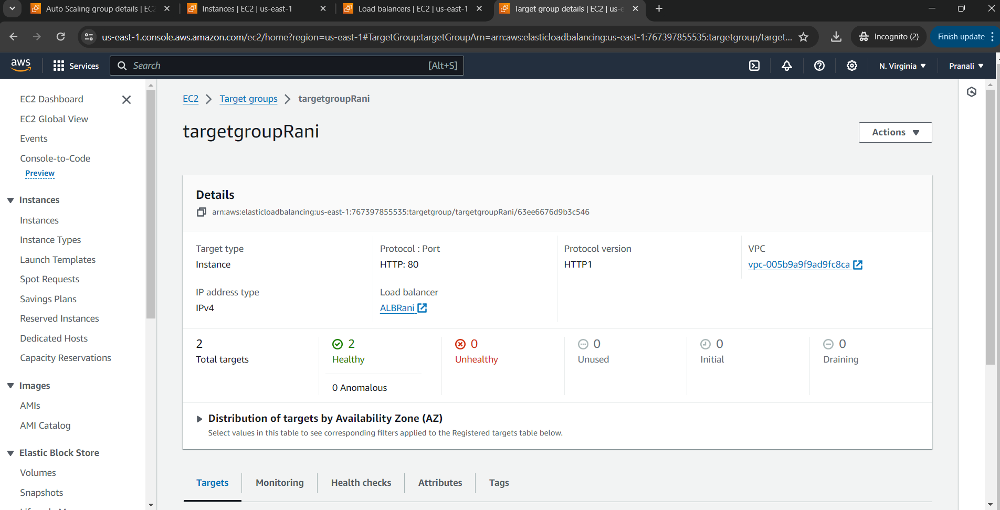 Auto Scaling group details | EC2
Instances | EC2 | us-east-1
Load balancers | EC2 | us-east-1
Target group details | EC2 | us-e
us-east-1.console.aws.amazon.com/ec2/home?region=us-east-1#TargetGroup:targetGroupArn=arn:aws:elasticloadbalancing:us-east-1:767397855535:targetgroup/target...
Incognito (2)
Finish update
aws
Services
Search
[Alt+S]
N. Virginia
Pranali
EC2 Dashboard
EC2 Global View
Events
Console-to-Code
Preview
Instances
Instances
Instance Types
Launch Templates
Spot Requests
Savings Plans
Reserved Instances
Dedicated Hosts
Capacity Reservations
Images
AMIs
AMI Catalog
Elastic Block Store
Volumes
Snapshots
EC2 > Target groups > targetgroupRani
targetgroupRani
Actions
Details
arn:aws:elasticloadbalancing:us-east-1:767397855535:targetgroup/targetgroupRani/63ee6676d9b3c546
Target type
Instance
Protocol : Port
HTTP: 80
Protocol version
HTTP1
VPC
vpc-005b9a9f9ad9fc8ca
IP address type
IPv4
Load balancer
ALBRani
2
Total targets
2
Healthy
0 Anomalous
0
Unhealthy
0
Unused
0
Initial
0
Draining
Distribution of targets by Availability Zone (AZ)
Select values in this table to see corresponding filters applied to the Registered targets table below.
Targets
Monitoring
Health checks
Attributes
Tags